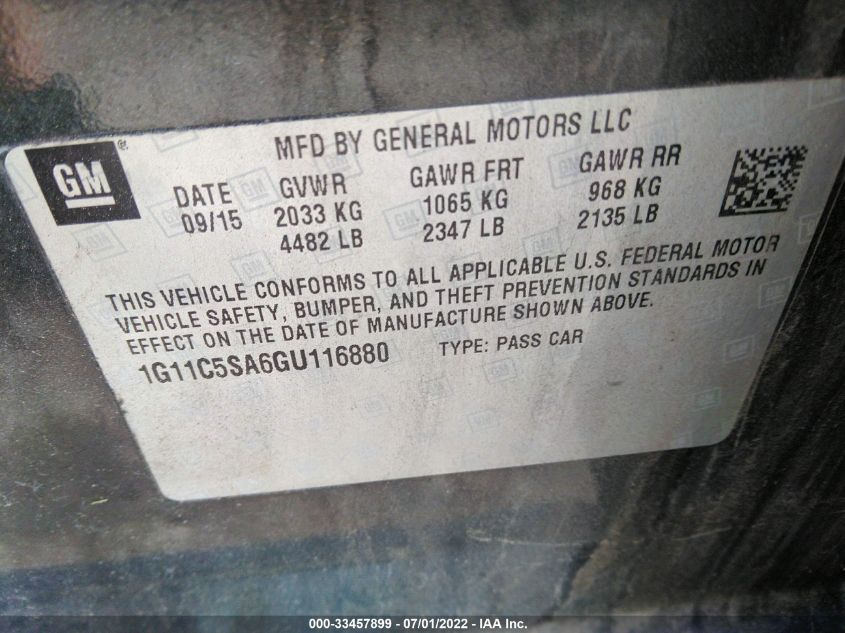 MFD BY GENERAL MOTORS LLC
GM ®
DATE GVWR GAWR FRT GAWR RR
09/15 2033 KG 1065 KG 968 KG
4482 LB 2347 LB 2135 LB
THIS VEHICLE CONFORMS TO ALL APPLICABLE U.S. FEDERAL MOTOR
VEHICLE SAFETY, BUMPER, AND THEFT PREVENTION STANDARDS IN
EFFECT ON THE DATE OF MANUFACTURE SHOWN ABOVE.
1G11C5SA6GU116880 TYPE: PASS CAR
000-33457899 - 07/01/2022 - IAA Inc.